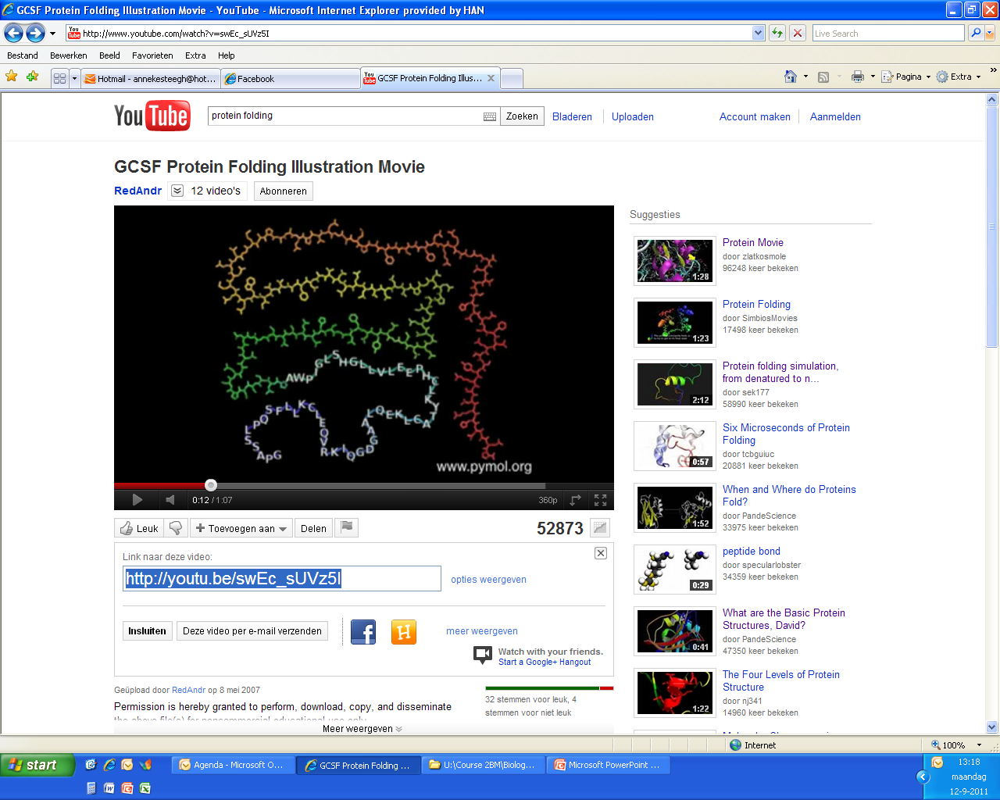 GCSF Protein Folding Illustration Movie - YouTube - Microsoft Internet Explorer provided by HAN
http://www.youtube.com/watch?v=swEc_sUVz5I
Live Search
Bestand Bewerken Beeld Favorieten Extra Help
Hotmail - annekesteegh@hot... Facebook GCSF Protein Folding Illus... Pagina Extra
YouTube protein folding Zoeken Bladeren Uploaden Account maken Aanmelden
GCSF Protein Folding Illustration Movie
RedAndr 12 video's Abonneren
www.pymol.org
0:12 / 1:07 360p
Leuk Toevoegen aan Delen 52873
Link naar deze video:
http://youtu.be/swEc_sUVz5I opties weergeven
Insluiten Deze video per e-mail verzenden meer weergeven
Watch with your friends.
Start a Google+ Hangout
Geüpload door RedAndr op 8 mei 2007
32 stemmen voor leuk, 4
stemmen voor niet leuk
Permission is hereby granted to perform, download, copy, and disseminate
the above file(s) for noncommercial educational use only
Meer weergeven
Suggesties
Protein Movie
door zlatkosmole
96248 keer bekeken
1:28
Protein Folding
door SimbiosMovies
17498 keer bekeken
1:23
Protein folding simulation,
from denatured to n...
door sek177
58990 keer bekeken
2:12
Six Microseconds of Protein
Folding
door tcbguiuc
20881 keer bekeken
0:57
When and Where do Proteins
Fold?
door PandeScience
33975 keer bekeken
1:52
peptide bond
door specularlobster
34359 keer bekeken
0:29
What are the Basic Protein
Structures, David?
door PandeScience
47350 keer bekeken
0:41
The Four Levels of Protein
Structure
door nj341
14960 keer bekeken
1:22
Internet 100%
start Agenda - Microsoft O... GCSF Protein Folding ... U:\Course 2BM\Biolog... Microsoft PowerPoint ...
13:18
maandag
12-9-2011